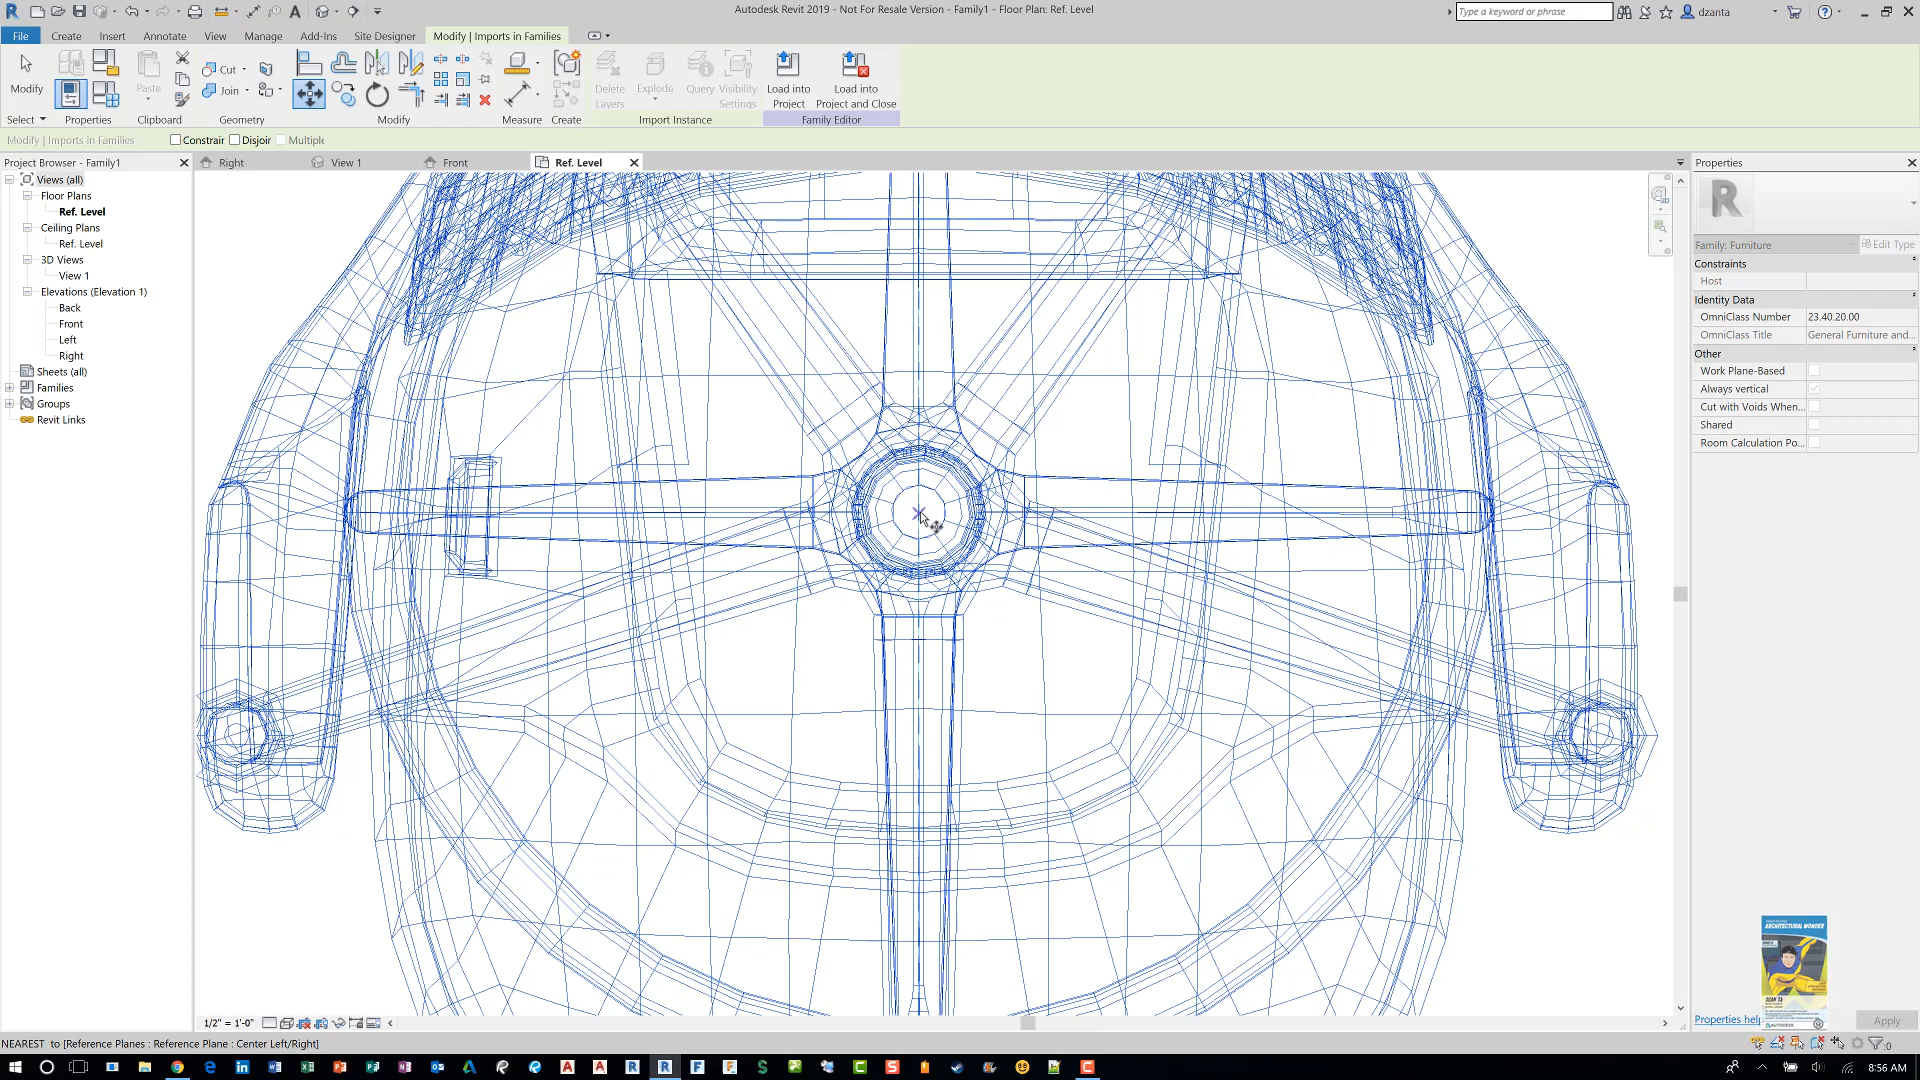 Autodesk Revit 2019 - Not For Resale Version - Family1 - Floor Plan: Ref. Level
Type a keyword or phrase
dzanta
File Create Insert Annotate View Manage Add-Ins Site Designer Modify | Imports in Families
Cut
Join
Modify
Paste
Delete Layers
Explode
Query
Visibility Settings
Load into Project
Load into Project and Close
Select Properties Clipboard Geometry Modify Measure Create Import Instance Family Editor
Modify | Imports in Families Constrair Disjoir Multiple
Project Browser - Family1
Right View 1 Front Ref. Level
Properties
Views (all)
Floor Plans
Ref. Level
Ceiling Plans
Ref. Level
3D Views
View 1
Elevations (Elevation 1)
Back
Front
Left
Right
Sheets (all)
Families
Groups
Revit Links
Family: Furniture Edit Type
Constraints
Host
Identity Data
OmniClass Number 23.40.20.00
OmniClass Title General Furniture and...
Other
Work Plane-Based
Always vertical
Cut with Voids When...
Shared
Room Calculation Po...
ARCHITECTURAL WONDER
AUTODESK
Properties help
Apply
1/2" = 1'-0"
NEAREST to [Reference Planes : Reference Plane : Center Left/Right]
:0
8:56 AM